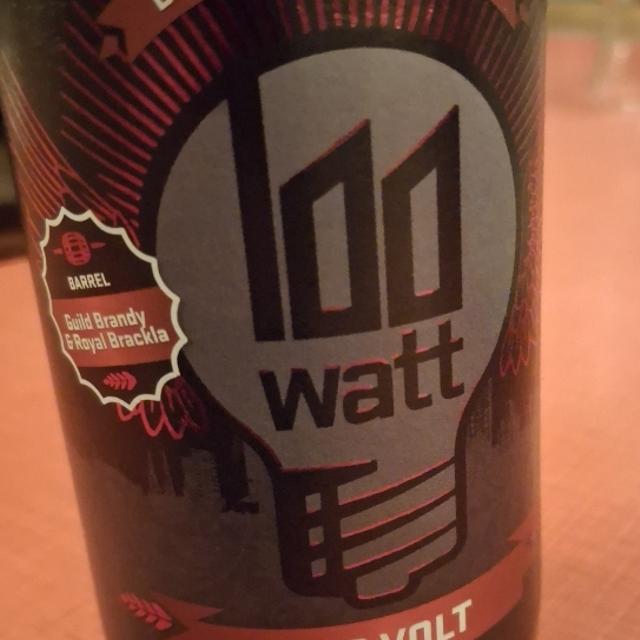 100
watt
BARREL
Guild Brandy
& Royal Brackla
VOLT